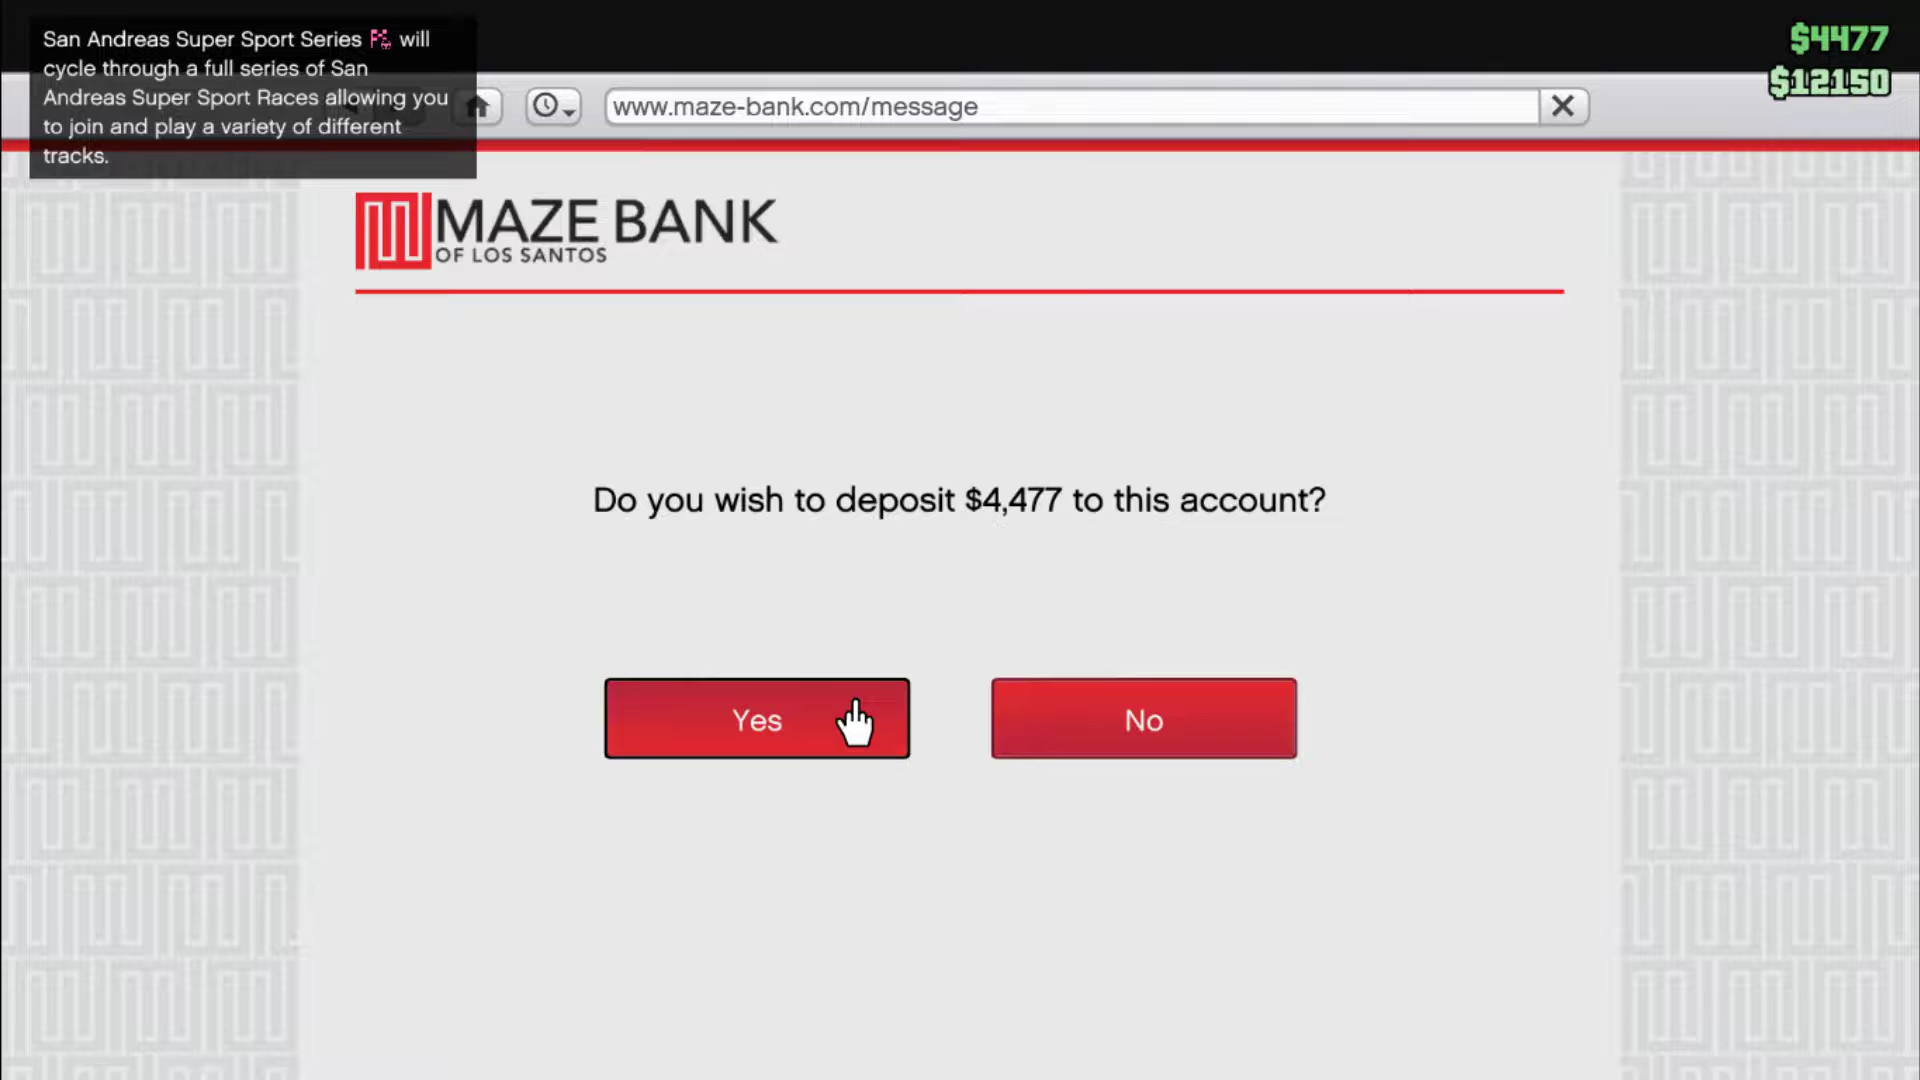 San Andreas Super Sport Series will
cycle through a full series of San
Andreas Super Sport Races allowing you
to join and play a variety of different
tracks.
$4477
$12150
www.maze-bank.com/message
MAZE BANK
OF LOS SANTOS
Do you wish to deposit $4,477 to this account?
Yes
No